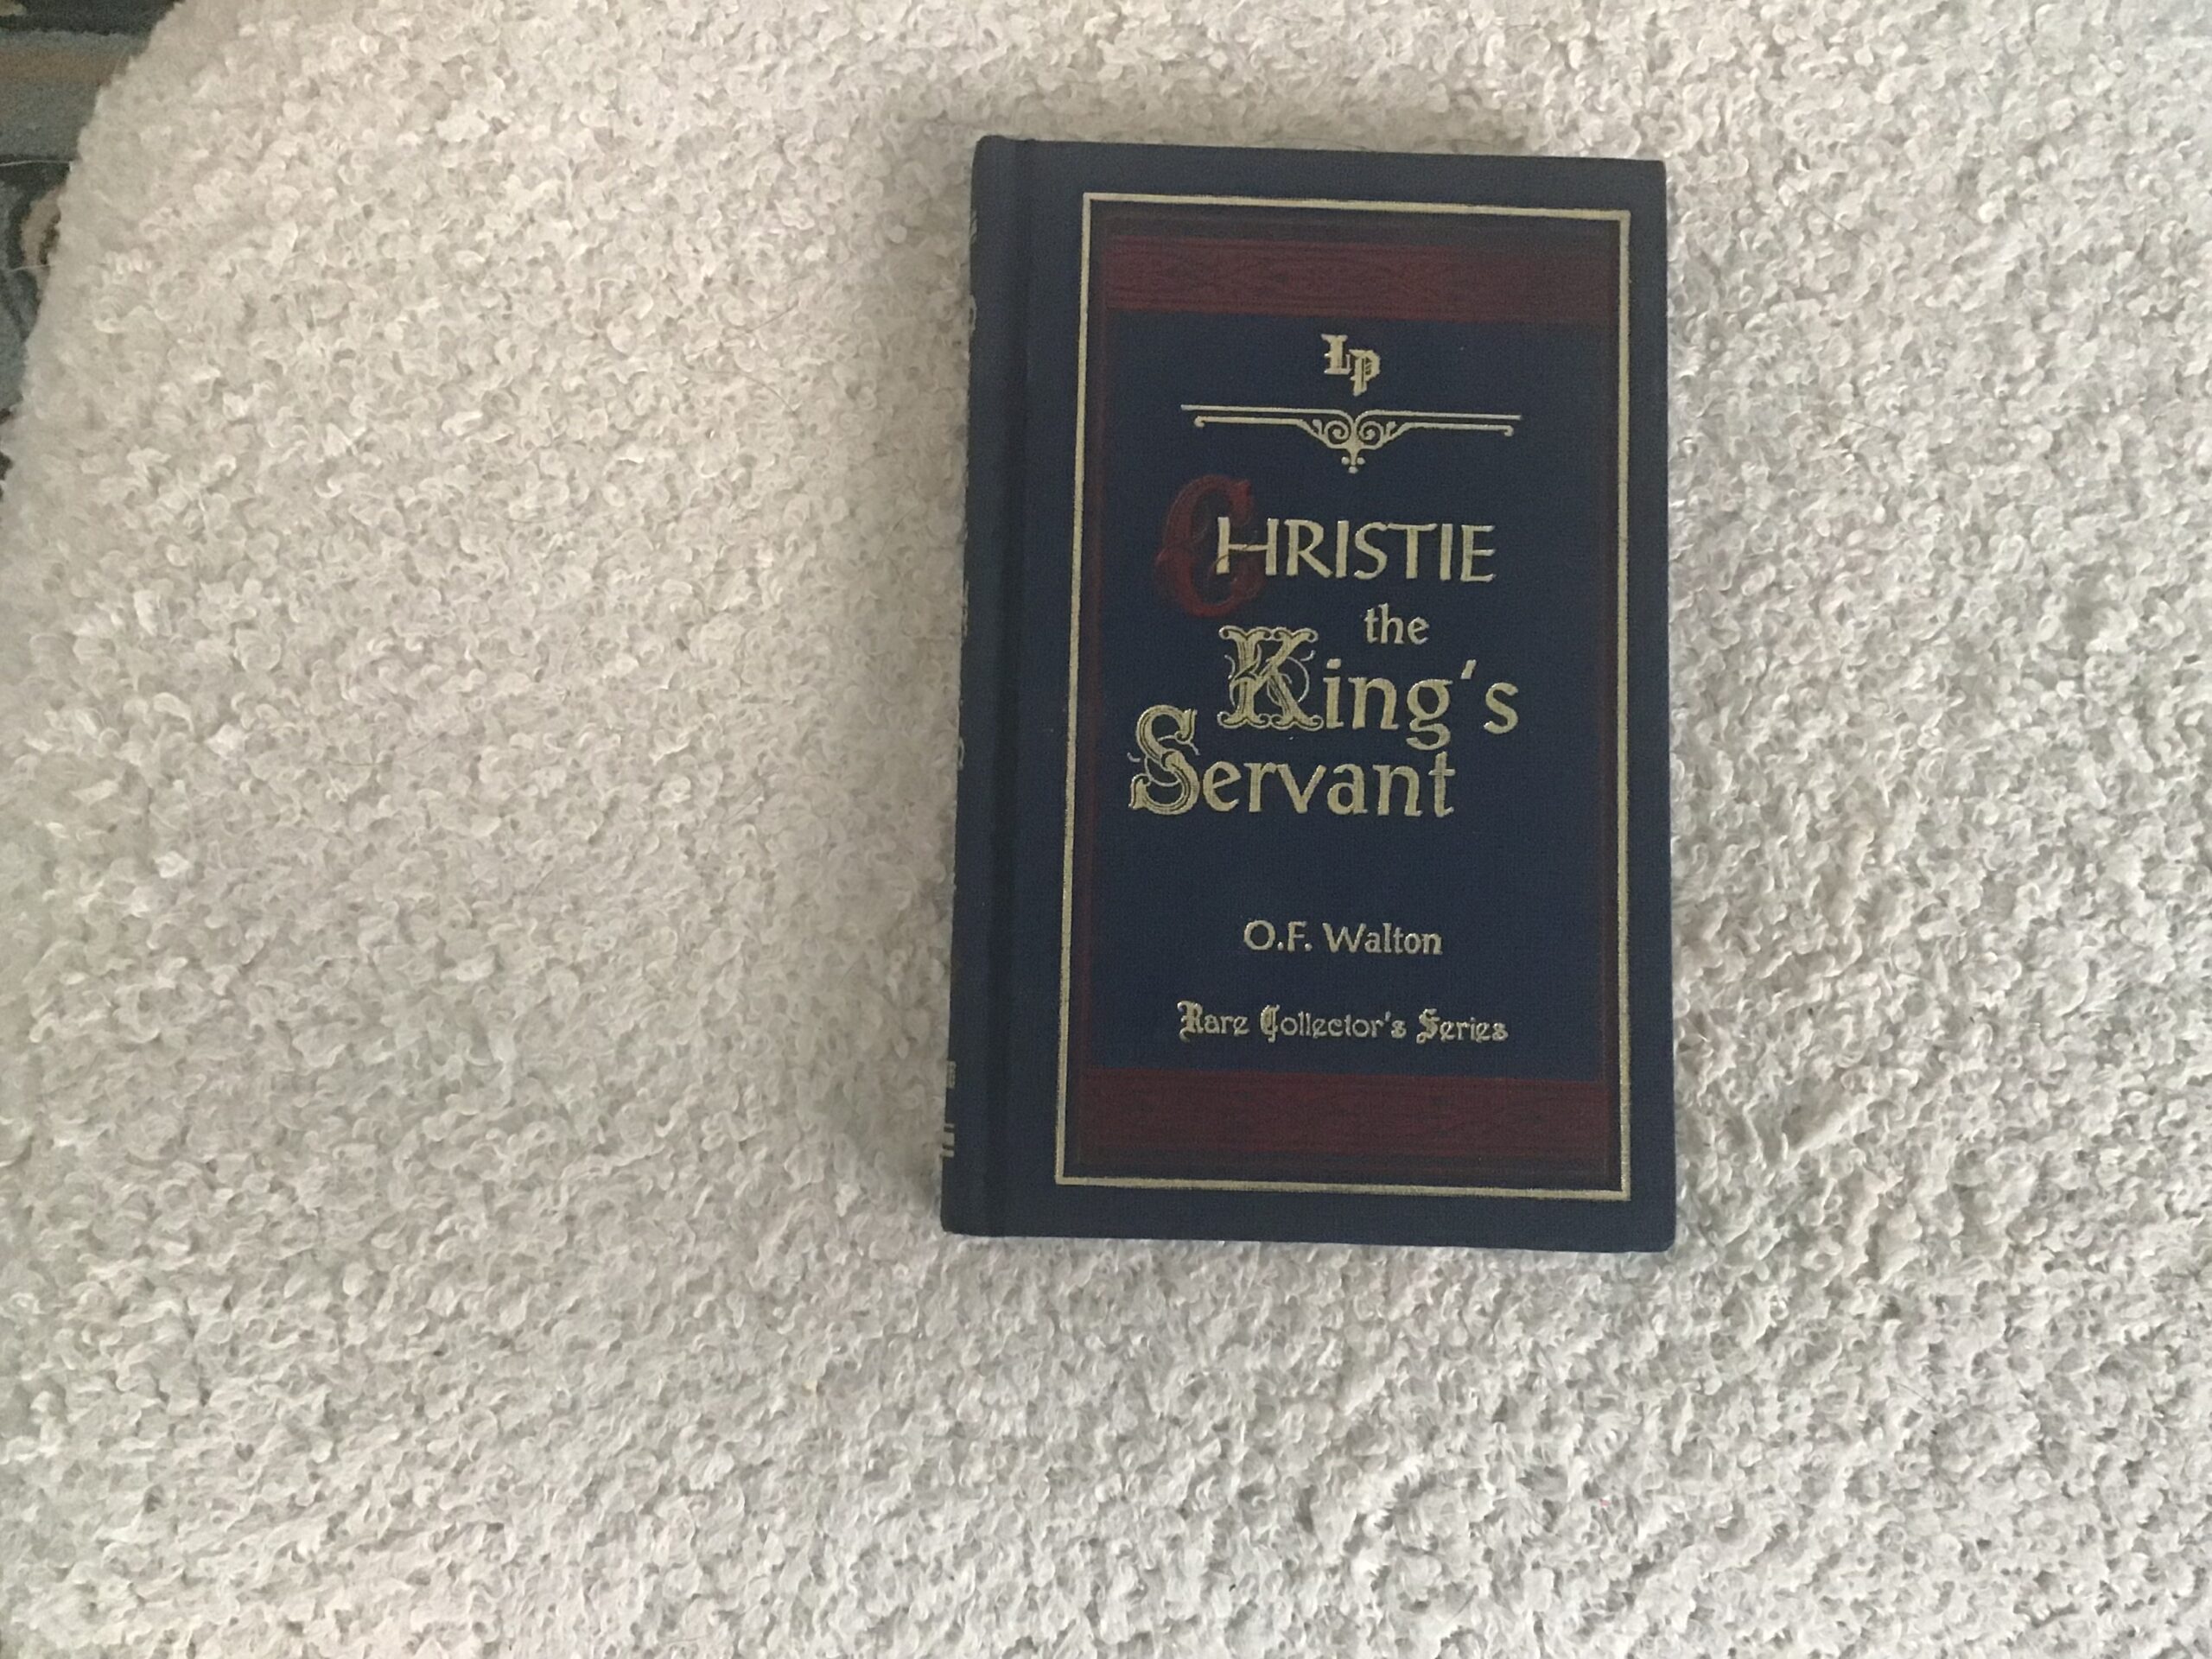 Lp
CHRISTIE
the
King's
Servant
O.F. Walton
Rare Collector's Series